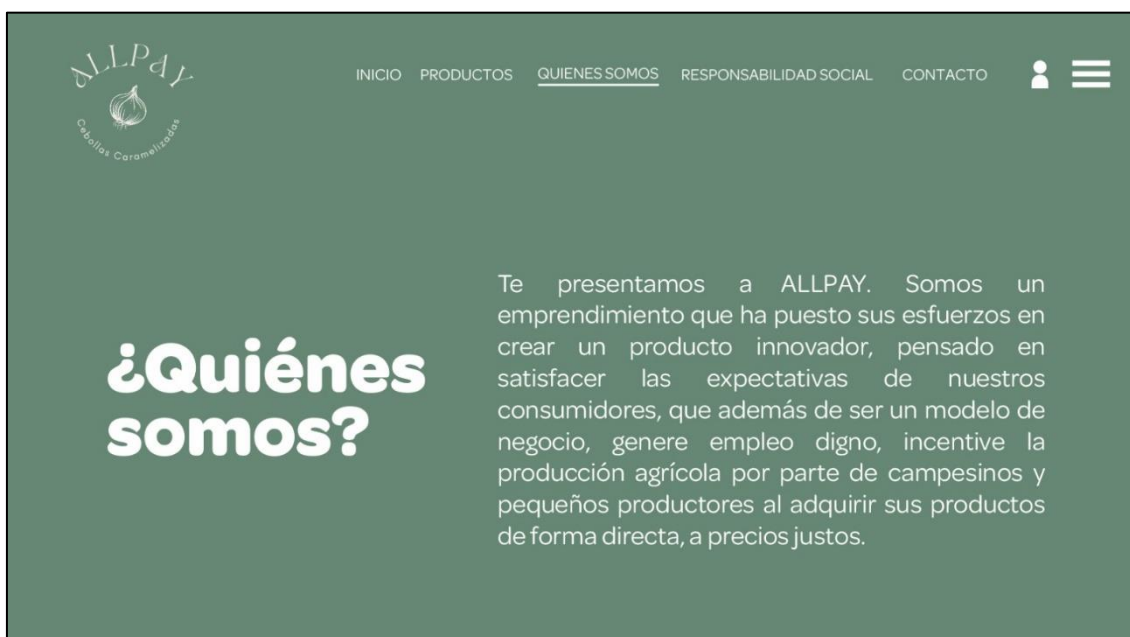 ALLPAY
Cebollas Caramelizadas
INICIO PRODUCTOS QUIENES SOMOS RESPONSABILIDAD SOCIAL CONTACTO
¿Quiénes
somos?
Te presentamos a ALLPAY. Somos un
emprendimiento que ha puesto sus esfuerzos en
crear un producto innovador, pensado en
satisfacer las expectativas de nuestros
consumidores, que además de ser un modelo de
negocio, genere empleo digno, incentive la
producción agrícola por parte de campesinos y
pequeños productores al adquirir sus productos
de forma directa, a precios justos.